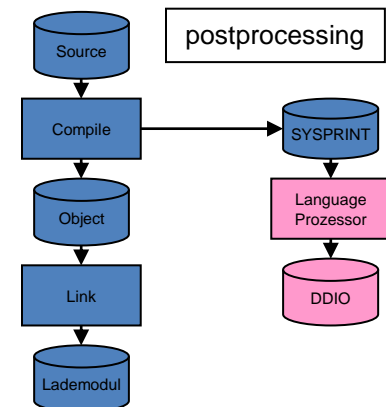 postprocessing
Source
Compile
SYSPRINT
Object
Language
Prozessor
Link
DDIO
Lademodul